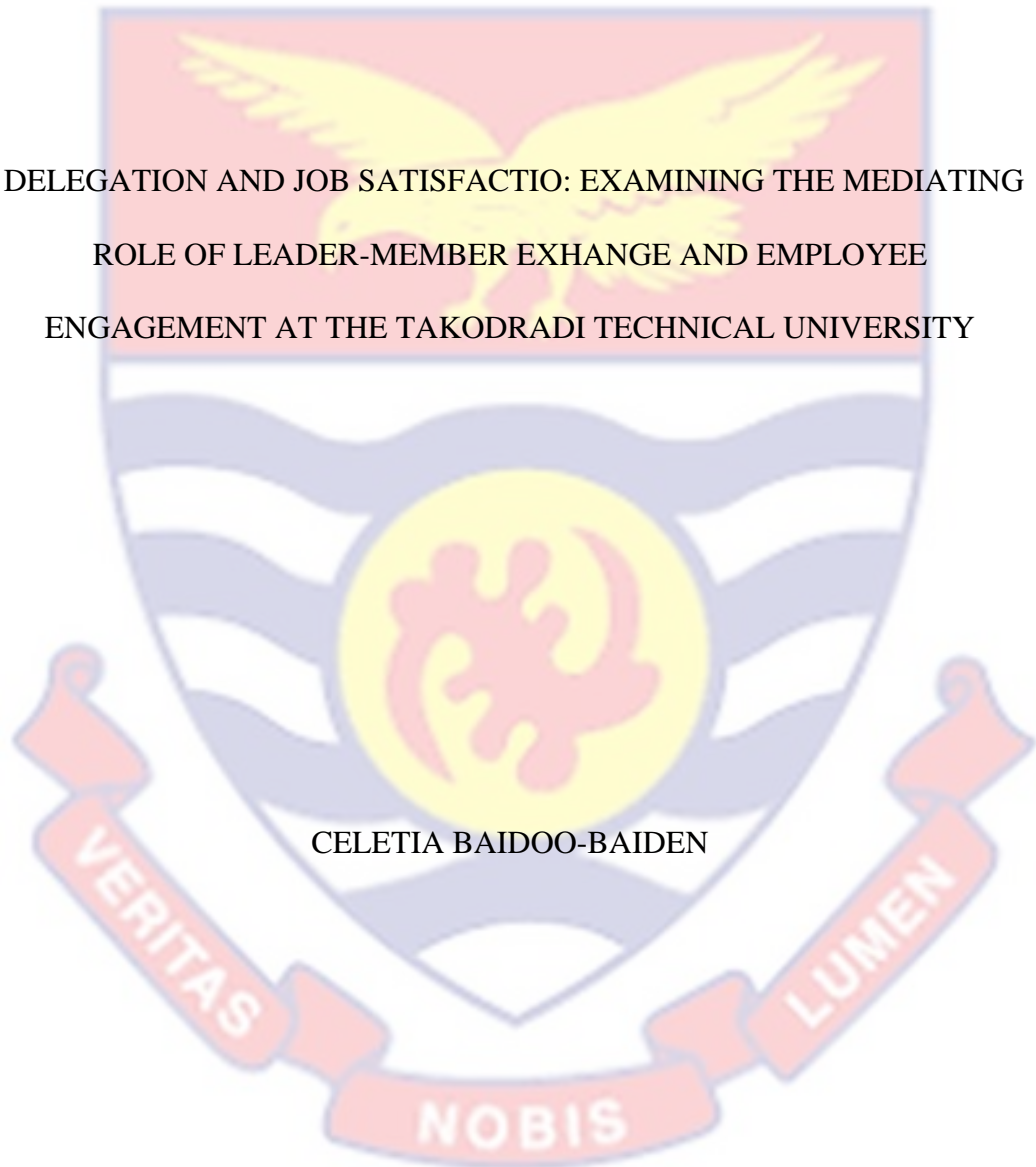 DELEGATION AND JOB SATISFACTIO: EXAMINING THE MEDIATING
ROLE OF LEADER-MEMBER EXHANGE AND EMPLOYEE
ENGAGEMENT AT THE TAKODRADI TECHNICAL UNIVERSITY
CELETIA BAIDOO-BAIDEN
VERITAS
NOBIS
LUMEN